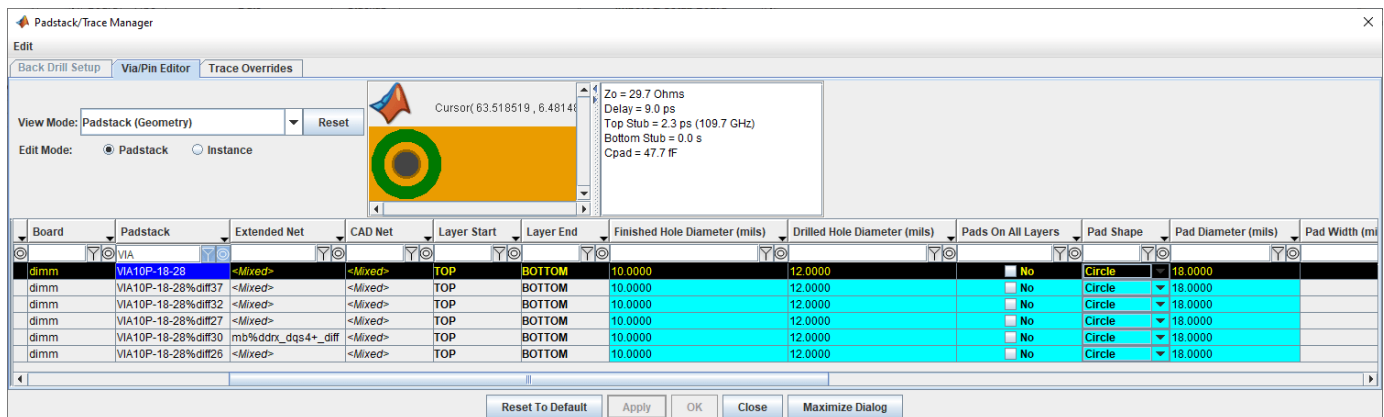 Padstack/Trace Manager
Edit
Back Drill Setup Via/Pin Editor Trace Overrides
View Mode: Padstack (Geometry) Reset
Edit Mode: Padstack Instance
Cursor( 63.518519 , 6.48148
Zo = 29.7 Ohms
Delay = 9.0 ps
Top Stub = 2.3 ps (109.7 GHz)
Bottom Stub = 0.0 s
Cpad = 47.7 fF
Board Padstack Extended Net CAD Net Layer Start Layer End Finished Hole Diameter (mils) Drilled Hole Diameter (mils) Pads On All Layers Pad Shape Pad Diameter (mils) Pad Width (mi
VIA
dimm VIA10P-18-28 <Mixed> <Mixed> TOP BOTTOM 10.0000 12.0000 No Circle 18.0000
dimm VIA10P-18-28%diff37 <Mixed> <Mixed> TOP BOTTOM 10.0000 12.0000 No Circle 18.0000
dimm VIA10P-18-28%diff32 <Mixed> <Mixed> TOP BOTTOM 10.0000 12.0000 No Circle 18.0000
dimm VIA10P-18-28%diff27 <Mixed> <Mixed> TOP BOTTOM 10.0000 12.0000 No Circle 18.0000
dimm VIA10P-18-28%diff30 mb%ddrx_dqs4+_diff <Mixed> TOP BOTTOM 10.0000 12.0000 No Circle 18.0000
dimm VIA10P-18-28%diff26 <Mixed> <Mixed> TOP BOTTOM 10.0000 12.0000 No Circle 18.0000
Reset To Default Apply OK Close Maximize Dialog